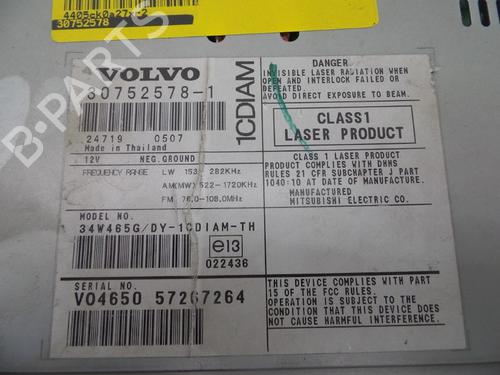 4405ck0a27xc2
30752578
VOLVO
30752578-1
24719 0507
Made in Thailand
12V NEG.GROUND
FREQUENCY RANGE LW 153- 282KHz
AM(MW) 522-1720KHz
FM 76.0-108.0MHz
MODEL NO.
34W465G/DY-1CDIAM-TH
e13
022436
SERIAL NO.
V04650 57267264
1CDIAM
DANGER
INVISIBLE LASER RADIATION WHEN
OPEN AND INTERLOCK FAILED OR
DEFEATED.
AVOID DIRECT EXPOSURE TO BEAM.
CLASS1
LASER PRODUCT
CLASS 1 LASER PRODUCT
PRODUCT COMPLIES WITH DHHS
RULES 21 CFR SUBCHAPTER J PART
1040:10 AT DATE OF MANUFACTURE.
MANUFACTURED
MITSUBISHI ELECTRIC CO.
THIS DEVICE COMPLIES WITH PART
15 OF THE FCC RULES.
OPERATION IS SUBJECT TO THE
CONDITION THAT THIS DEVICE DOES
NOT CAUSE HARMFUL INTERFERENCE.
B-PARTS